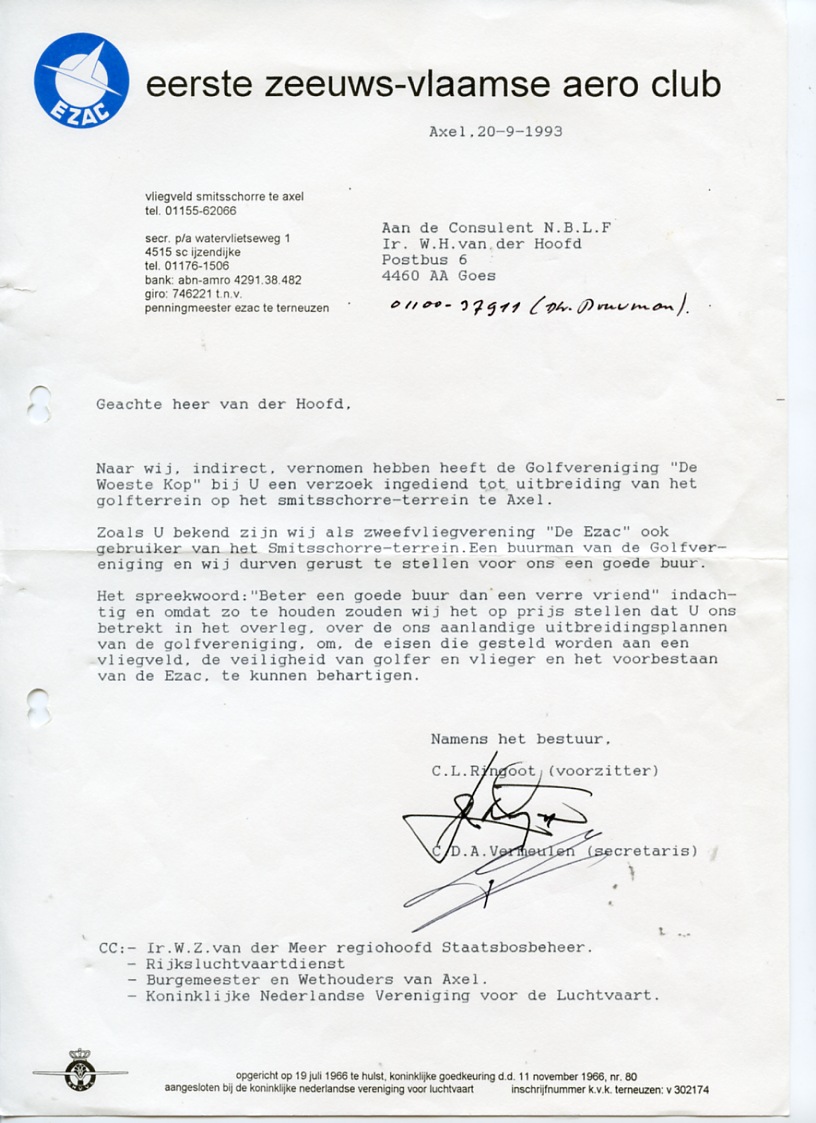 EZAC
eerste zeeuws-vlaamse aero club
Axel,20-9-1993
vliegveld smitsschorre te axel
tel. 01155-62066
secr. p/a watervlietseweg 1
4515 sc ijzendijke
tel. 01176-1506
bank: abn-amro 4291.38.482
giro: 746221 t.n.v.
penningmeester ezac te terneuzen
Aan de Consulent N.B.L.F
Ir. W.H.van der Hoofd
Postbus 6
4460 AA Goes
01100-37911 (Dhr.
Geachte heer van der Hoofd,
Naar wij, indirect, vernomen hebben heeft de Golfvereniging "De
Woeste Kop" bij U een verzoek ingediend tot uitbreiding van het
golfterrein op het smitsschorre-terrein te Axel.
Zoals U bekend zijn wij als zweefvliegverening "De Ezac" ook
gebruiker van het Smitsschorre-terrein.Een buurman van de Golfver-
eniging en wij durven gerust te stellen voor ons een goede buur.
Het spreekwoord:"Beter een goede buur dan een verre vriend" indach-
tig en omdat zo te houden zouden wij het op prijs stellen dat U ons
betrekt in het overleg, over de ons aanlandige uitbreidingsplannen
van de golfvereniging, om, de eisen die gesteld worden aan een
vliegveld, de veiligheid van golfer en vlieger en het voorbestaan
van de Ezac, te kunnen behartigen.
Namens het bestuur,
C.L.Ringoot (voorzitter)
C.D.A.Vermeulen (secretaris)
CC:- Ir.W.Z.van der Meer regiohoofd Staatsbosbeheer.
- Rijksluchtvaartdienst
- Burgemeester en Wethouders van Axel.
- Koninklijke Nederlandse Vereniging voor de Luchtvaart.
opgericht op 19 juli 1966 te hulst, koninklijke goedkeuring d.d. 11 november 1966, nr. 80
aangesloten bij de koninklijke nederlandse vereniging voor luchtvaart inschrijfnummer k.v.k. terneuzen: v 302174